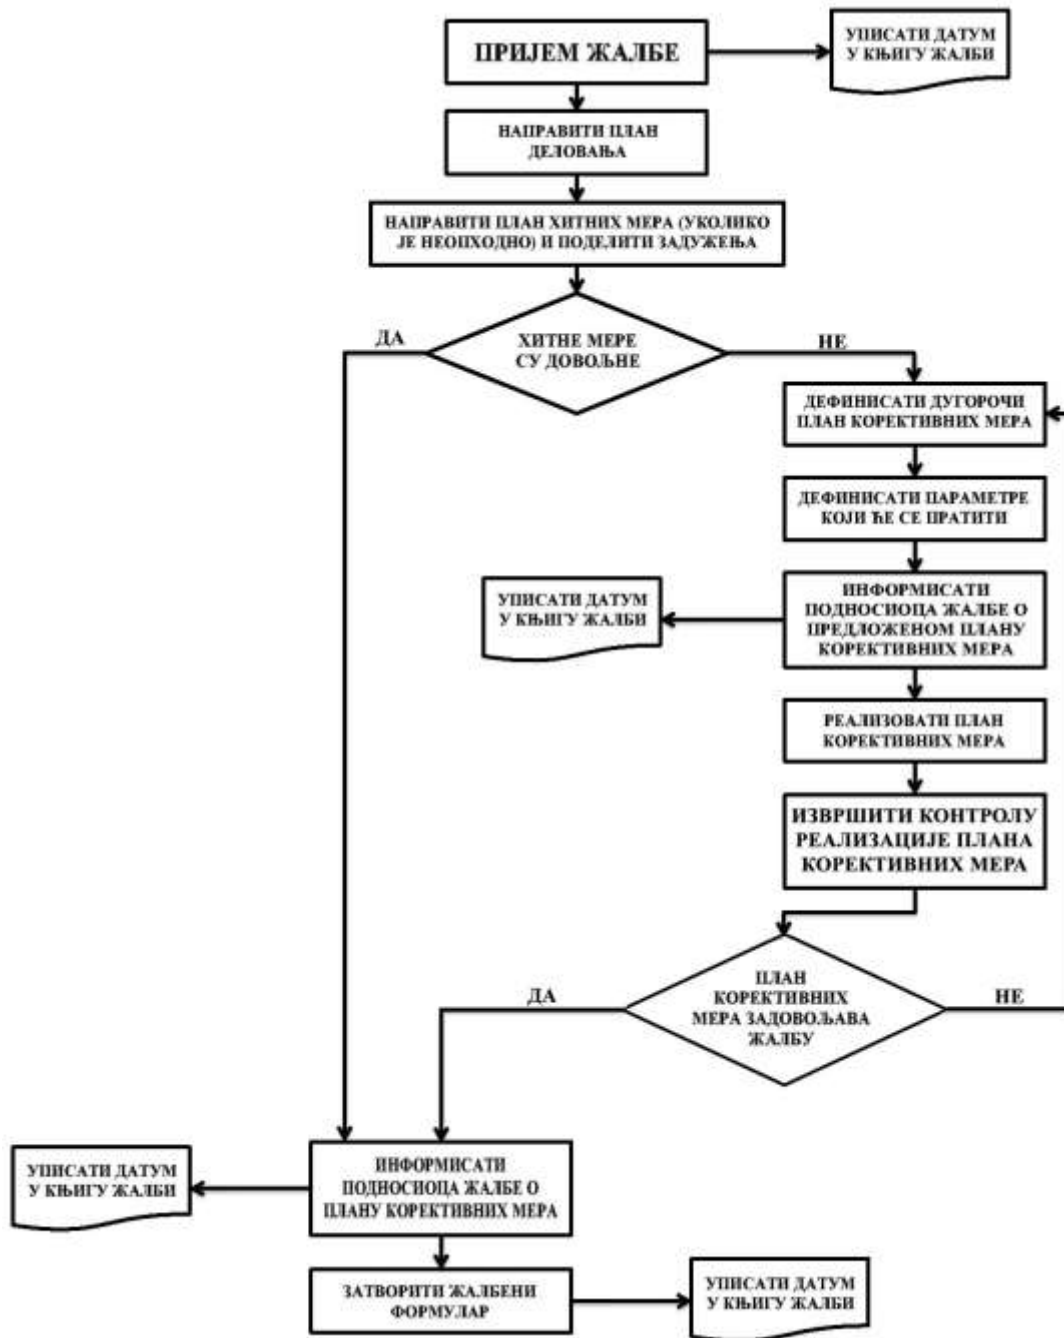 ПРИЈЕМ ЖАЛБЕ
УПИСАТИ ДАТУМ
У КЊИГУ ЖАЛБИ
НАПРАВИТИ ПЛАН
ДЕЛОВАЊА
НАПРАВИТИ ПЛАН ХИТНИХ МЕРА (УКОЛИКО
ЈЕ НЕОПХОДНО) И ПОДЕЛИТИ ЗАДУЖЕЊА
ДА
ХИТНЕ МЕРЕ
СУ ДОВОЉНЕ
НЕ
ДЕФИНИСАТИ ДУГОРОЧИ
ПЛАН КОРЕКТИВНИХ МЕРА
ДЕФИНИСАТИ ПАРАМЕТРЕ
КОЈИ ЋЕ СЕ ПРАТИТИ
УПИСАТИ ДАТУМ
У КЊИГУ ЖАЛБИ
ИНФОРМИСАТИ
ПОДНОСИОЦА ЖАЛБЕ О
ПРЕДЛОЖЕНОМ ПЛАНУ
КОРЕКТИВНИХ МЕРА
РЕАЛИЗОВАТИ ПЛАН
КОРЕКТИВНИХ МЕРА
ИЗВРШИТИ КОНТРОЛУ
РЕАЛИЗАЦИЈЕ ПЛАНА
КОРЕКТИВНИХ МЕРА
ДА
ПЛАН
КОРЕКТИВНИХ
МЕРА ЗАДОВОЉАВА
ЖАЛБУ
НЕ
УПИСАТИ ДАТУМ
У КЊИГУ ЖАЛБИ
ИНФОРМИСАТИ
ПОДНОСИОЦА ЖАЛБЕ О
ПЛАНУ КОРЕКТИВНИХ МЕРА
ЗАТВОРИТИ ЖАЛБЕНИ
ФОРМУЛАР
УПИСАТИ ДАТУМ
У КЊИГУ ЖАЛБИ